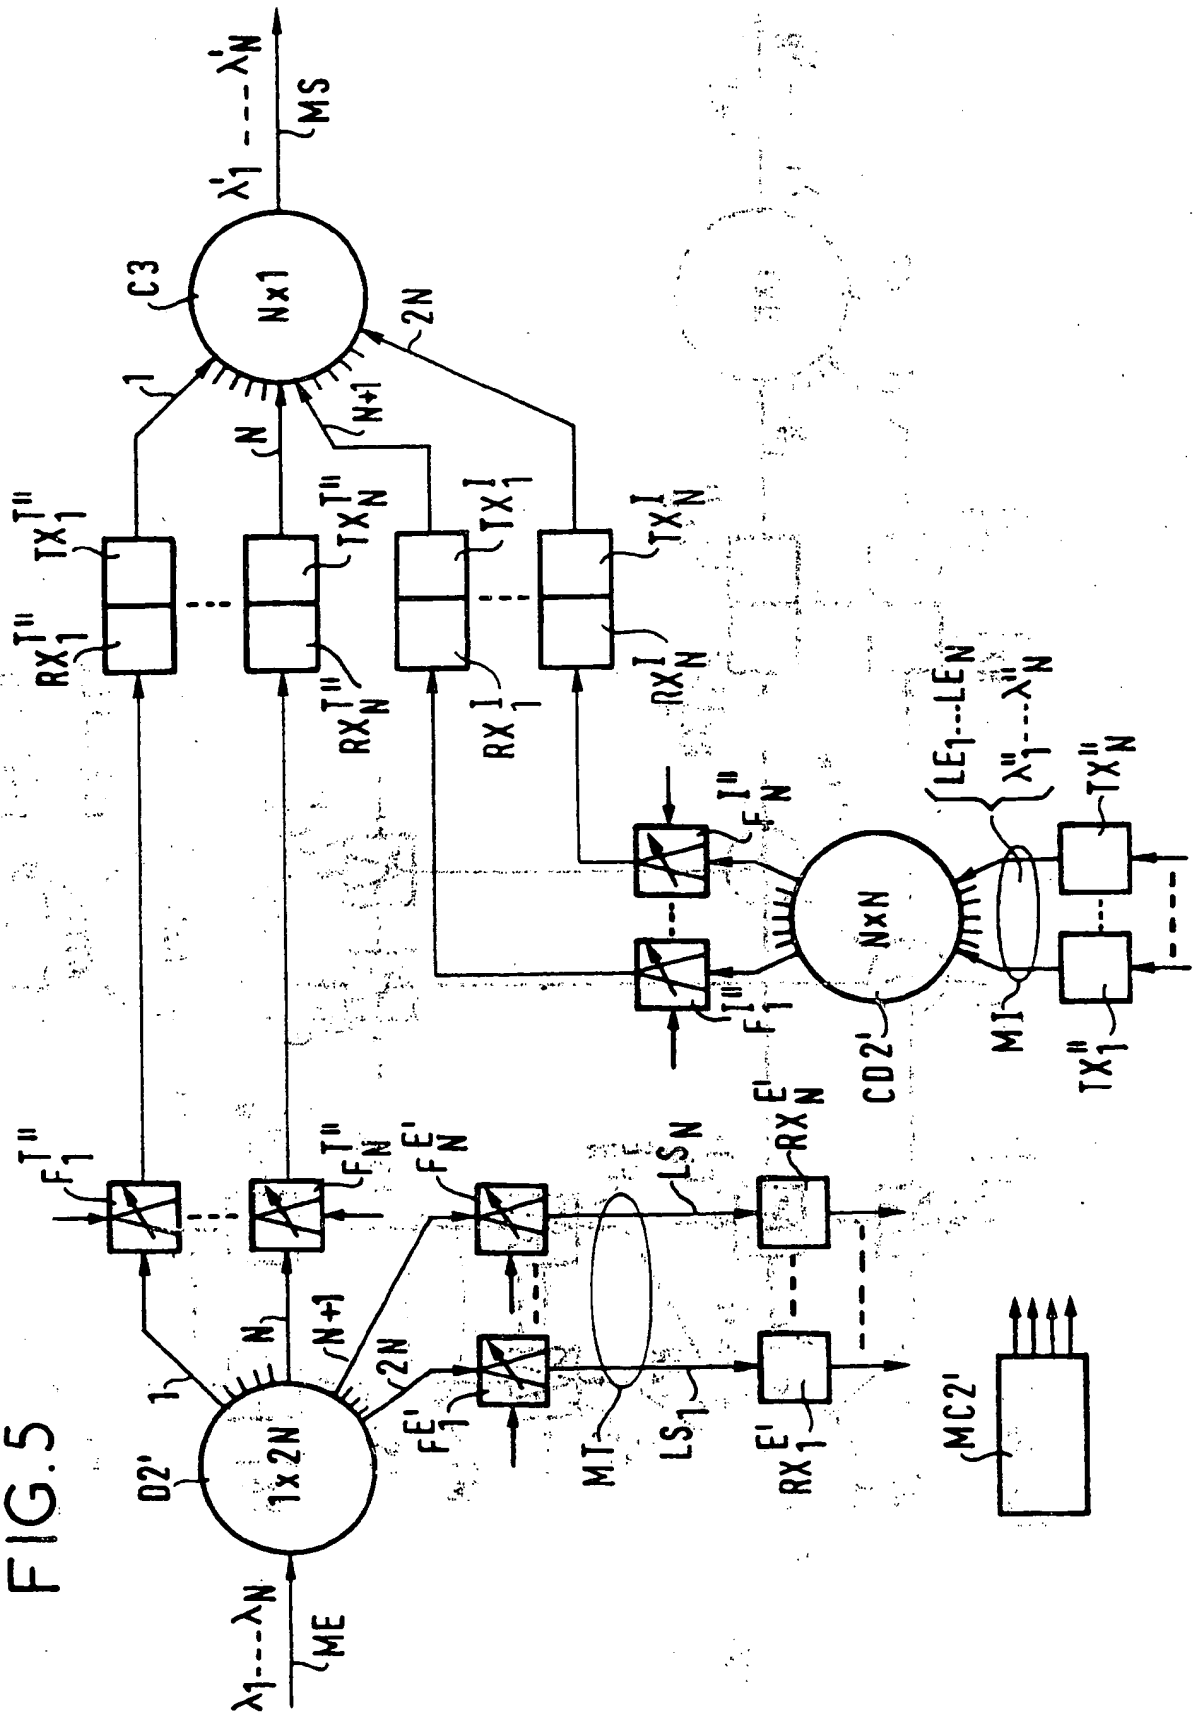 FIG.5
λ1----λN
ME
D2'
1x2N
1
N
N+1
2N
F1T"
FNT"
FNE'
F1E'
MT
LS1
LSN
RX1E'
RXNE'
MC2'
RX1T"
TX1T"
RXNT"
TXNT"
RX1I
TX1I
RXNI
TXNI
F1I"
FNI"
CD2'
NxN
MI
LE1---LEN
λ"1----λ"N
TX"1
TX"N
1
N
N+1
2N
C3
Nx1
λ'1 ---- λ'N
MS